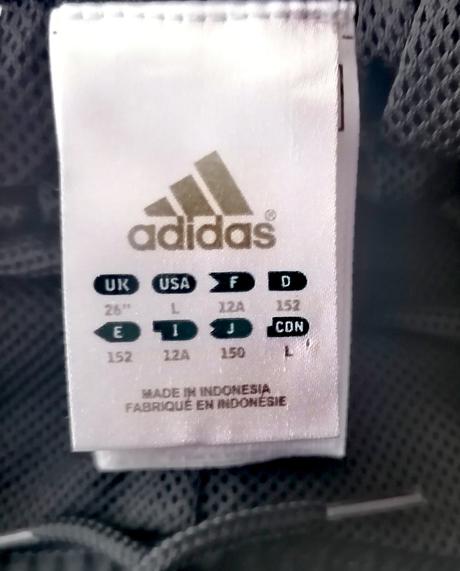 adidas®
UK USA F D
26" L 12A 152
E I J CDN
152 12A 150 L
MADE IN INDONESIA
FABRIQUÉ EN INDONÉSIE